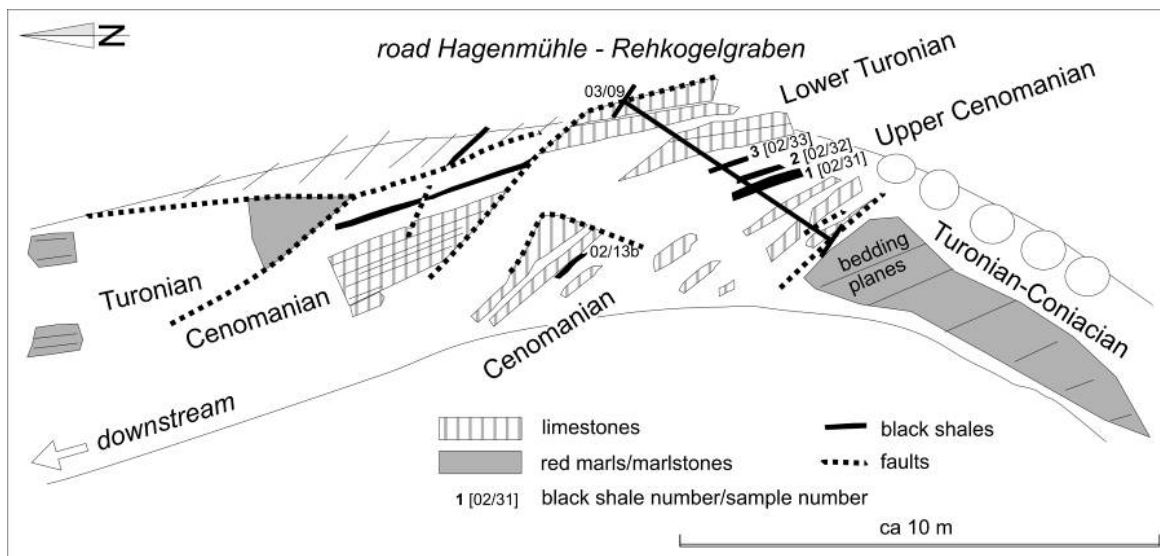 N
road Hagenmühle - Rehkogelgraben
03/09
Lower Turonian
Upper Cenomanian
3 [02/33]
2 [02/32]
1 [02/31]
02/13b
Turonian
Cenomanian
Cenomanian
bedding
planes
Turonian-Coniacian
downstream
limestones
red marls/marlstones
1 [02/31] black shale number/sample number
black shales
faults
ca 10 m